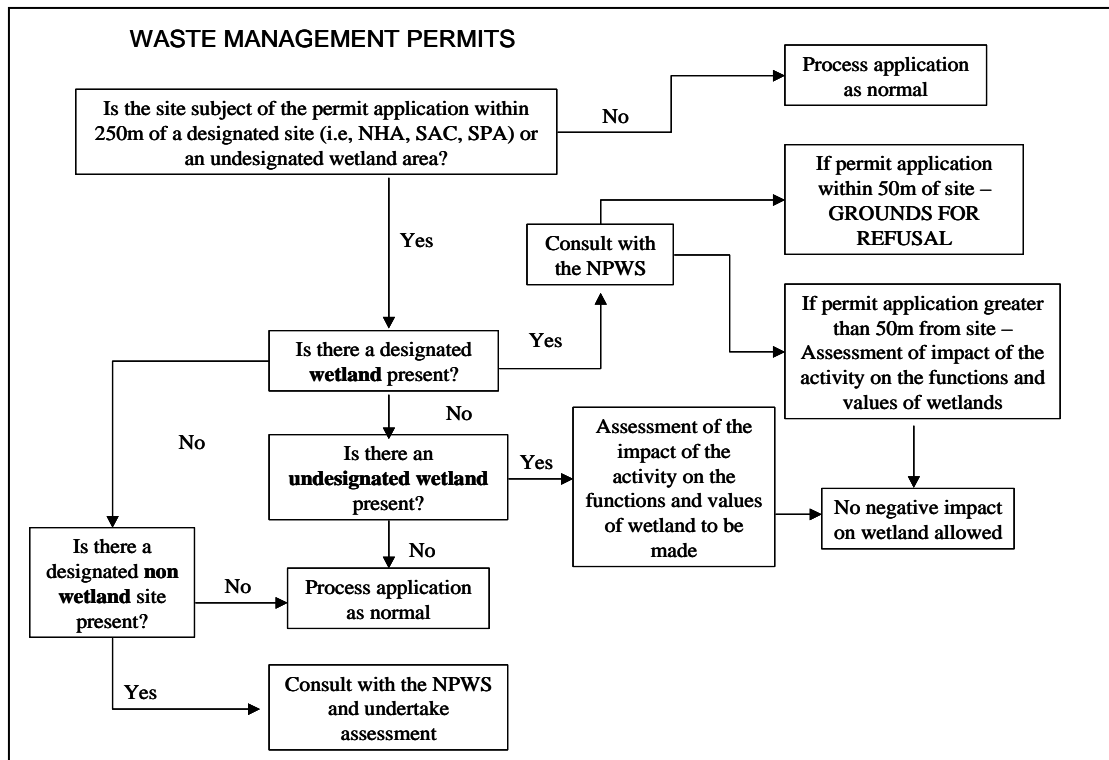 WASTE MANAGEMENT PERMITS
Process application
as normal
Is the site subject of the permit application within
250m of a designated site (i.e, NHA, SAC, SPA) or
an undesignated wetland area?
No
If permit application
within 50m of site –
GROUNDS FOR
REFUSAL
Yes
Consult with
the NPWS
If permit application greater
than 50m from site –
Assessment of impact of the
activity on the functions and
values of wetlands
Is there a designated
wetland present?
Yes
No
No
Is there an
undesignated wetland
present?
Yes
Assessment of the
impact of the
activity on the
functions and values
of wetland to be
made
No negative impact
on wetland allowed
No
Is there a
designated non
wetland site
present?
No
Process application
as normal
Yes
Consult with the NPWS
and undertake
assessment